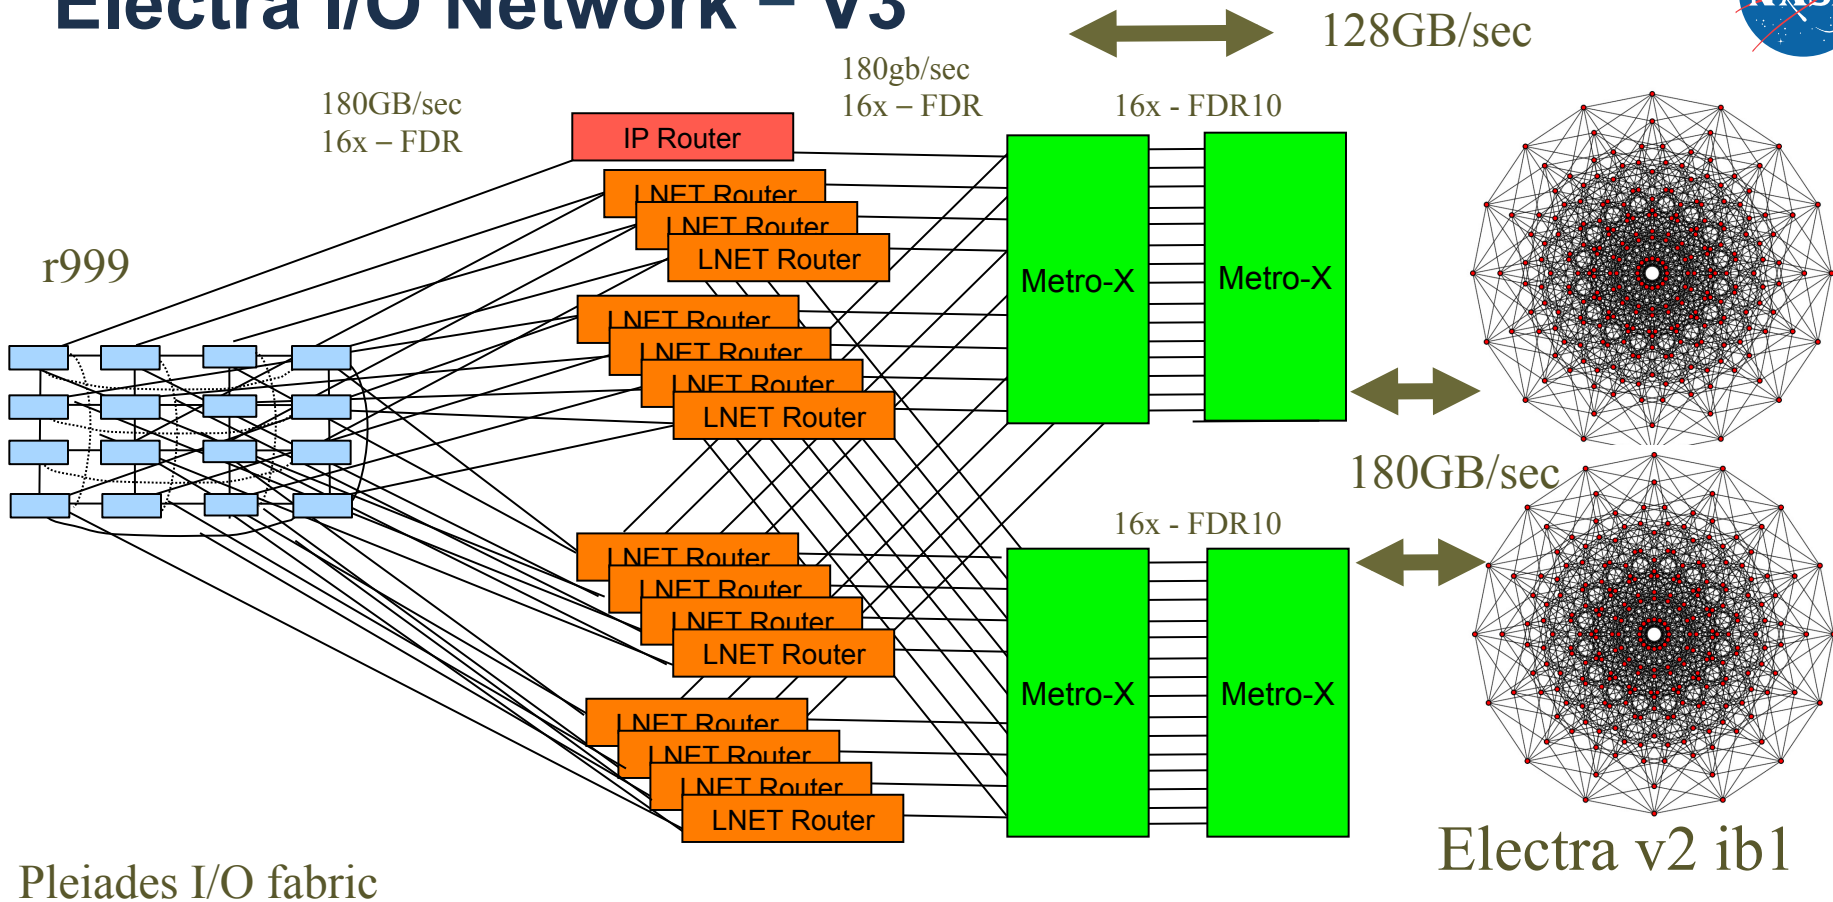 Electra I/O Network – V3
128GB/sec
180gb/sec
16x – FDR
180GB/sec
16x – FDR
16x - FDR10
IP Router
LNET Router
LNET Router
LNET Router
r999
Metro-X
Metro-X
LNET Router
LNET Router
LNET Router
LNET Router
180GB/sec
16x - FDR10
LNET Router
LNET Router
LNET Router
LNET Router
Metro-X
Metro-X
LNET Router
LNET Router
LNET Router
LNET Router
Electra v2 ib1
Pleiades I/O fabric